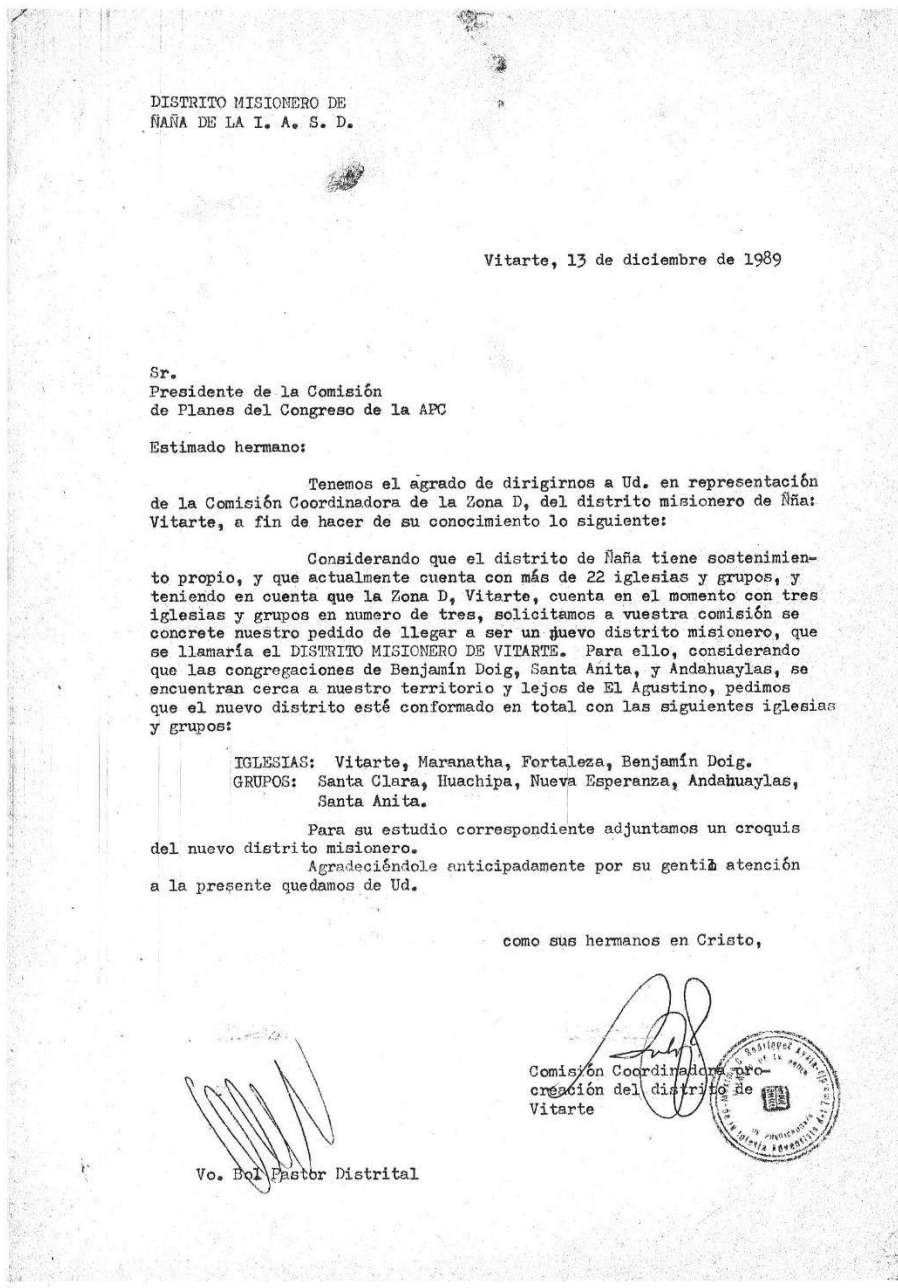 DISTRITO MISIONERO DE
ÑAÑA DE LA I. A. S. D.
Vitarte, 13 de diciembre de 1989
Sr.
Presidente de la Comisión
de Planes del Congreso de la APC
Estimado hermano:
Tenemos el agrado de dirigirnos a Ud. en representación
de la Comisión Coordinadora de la Zona D, del distrito misionero de Ñña:
Vitarte, a fin de hacer de su conocimiento lo siguiente:
Considerando que el distrito de Ñaña tiene sostenimien-
to propio, y que actualmente cuenta con más de 22 iglesias y grupos, y
teniendo en cuenta que la Zona D, Vitarte, cuenta en el momento con tres
iglesias y grupos en numero de tres, solicitamos a vuestra comisión se
concrete nuestro pedido de llegar a ser un nuevo distrito misionero, que
se llamaría el DISTRITO MISIONERO DE VITARTE. Para ello, considerando
que las congregaciones de Benjamín Doig, Santa Anita, y Andahuaylas, se
encuentran cerca a nuestro territorio y lejos de El Agustino, pedimos
que el nuevo distrito esté conformado en total con las siguientes iglesias
y grupos:
IGLESIAS: Vitarte, Maranatha, Fortaleza, Benjamín Doig.
GRUPOS: Santa Clara, Huachipa, Nueva Esperanza, Andahuaylas,
Santa Anita.
Para su estudio correspondiente adjuntamos un croquis
del nuevo distrito misionero.
Agradeciéndole anticipadamente por su gentil atención
a la presente quedamos de Ud.
como sus hermanos en Cristo,
Comisión Coordinadora pro-
creación del distrito de
Vitarte
Vo. Bo Pastor Distrital